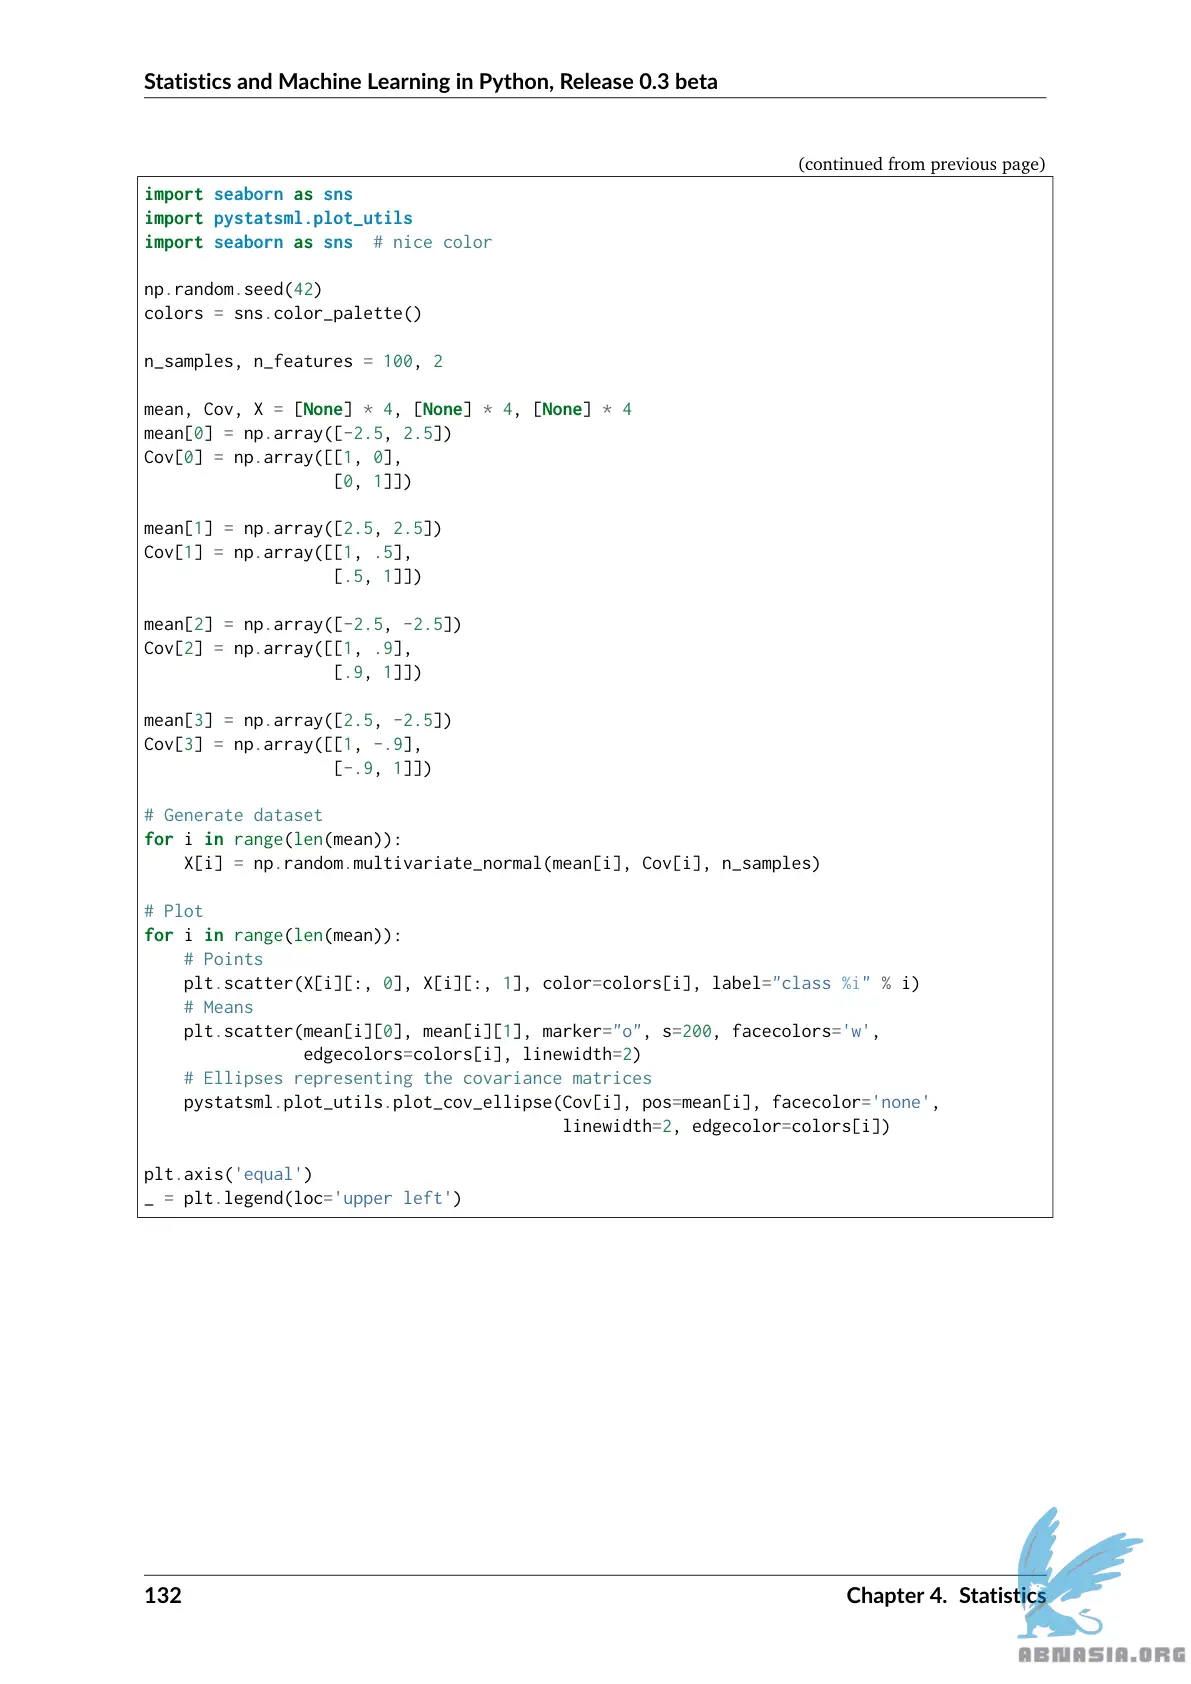 Statistics and Machine Learning in Python, Release 0.3 beta
(continued from previous page)
import seaborn as sns
import pystatsml.plot_utils
import seaborn as sns  # nice color
np.random.seed(42)
colors = sns.color_palette()
n_samples, n_features = 100, 2
mean, Cov, X = [None] * 4, [None] * 4, [None] * 4
mean[0] = np.array([-2.5, 2.5])
Cov[0] = np.array([[1, 0],
                   [0, 1]])
mean[1] = np.array([2.5, 2.5])
Cov[1] = np.array([[1, .5],
                   [.5, 1]])
mean[2] = np.array([-2.5, -2.5])
Cov[2] = np.array([[1, .9],
                   [.9, 1]])
mean[3] = np.array([2.5, -2.5])
Cov[3] = np.array([[1, -.9],
                   [-.9, 1]])
# Generate dataset
for i in range(len(mean)):
    X[i] = np.random.multivariate_normal(mean[i], Cov[i], n_samples)
# Plot
for i in range(len(mean)):
    # Points
    plt.scatter(X[i][:, 0], X[i][:, 1], color=colors[i], label="class %i" % i)
    # Means
    plt.scatter(mean[i][0], mean[i][1], marker="o", s=200, facecolors='w',
                edgecolors=colors[i], linewidth=2)
    # Ellipses representing the covariance matrices
    pystatsml.plot_utils.plot_cov_ellipse(Cov[i], pos=mean[i], facecolor='none',
                                          linewidth=2, edgecolor=colors[i])
plt.axis('equal')
_ = plt.legend(loc='upper left')
132
Chapter 4. Statistics
ABNASIA.ORG